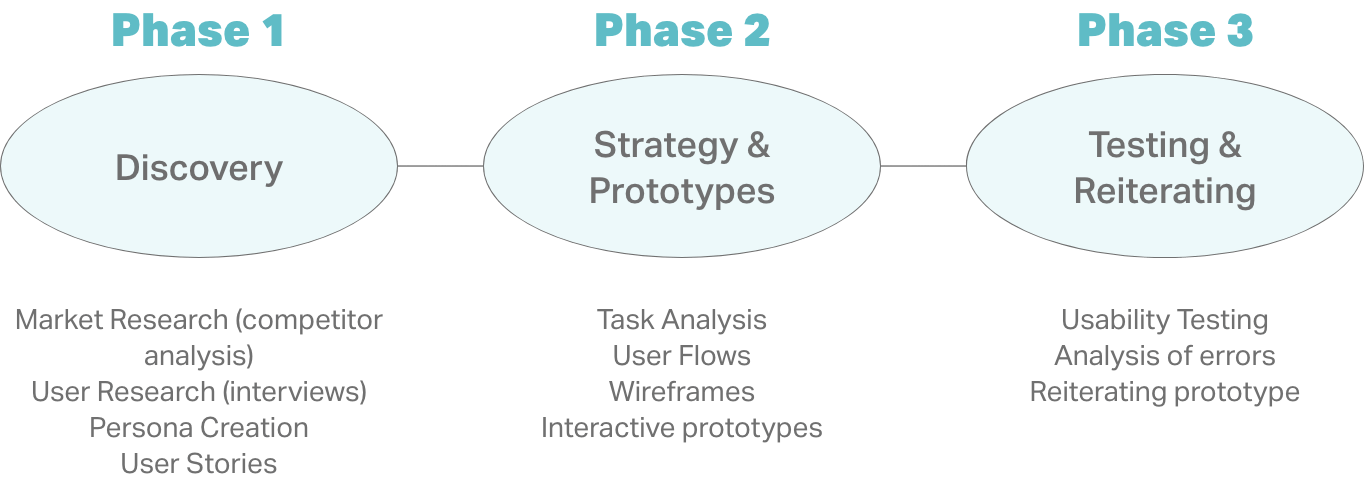 Phase 1
Phase 2
Phase 3
Discovery
Strategy &
Prototypes
Testing &
Reiterating
Market Research (competitor
analysis)
User Research (interviews)
Persona Creation
User Stories
Task Analysis
User Flows
Wireframes
Interactive prototypes
Usability Testing
Analysis of errors
Reiterating prototype